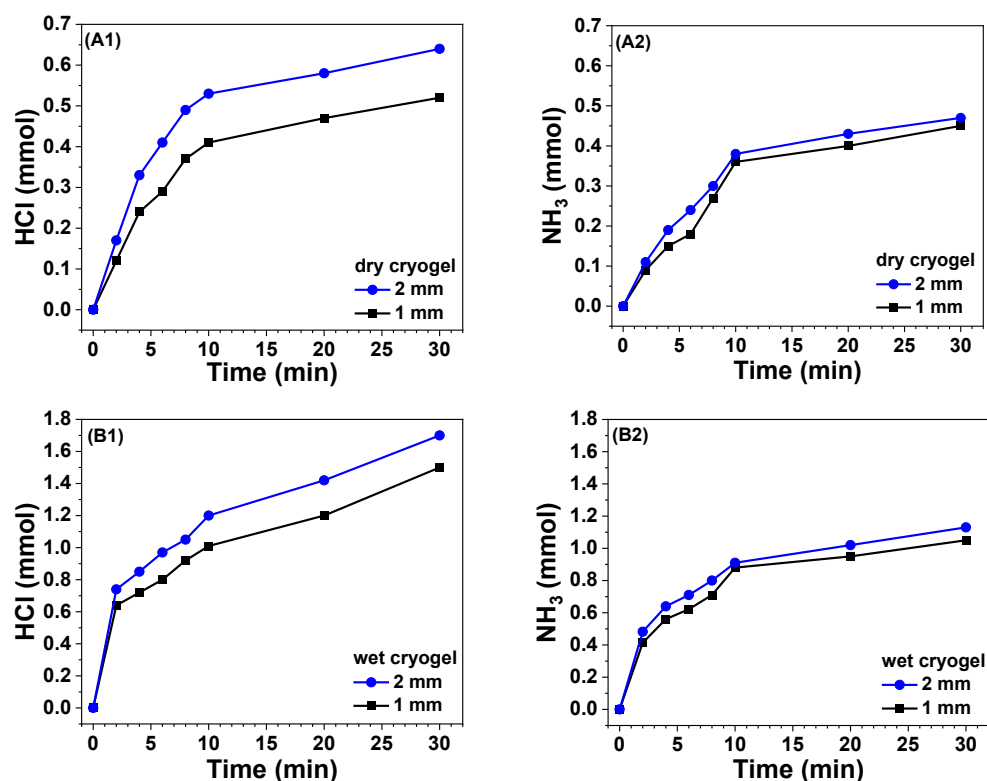 (A1)
HCl (mmol)
0.7
0.6
0.5
0.4
0.3
0.2
0.1
0.0
dry cryogel
2 mm
1 mm
0 5 10 15 20 25 30
Time (min)
(A2)
NH₃ (mmol)
0.7
0.6
0.5
0.4
0.3
0.2
0.1
0.0
dry cryogel
2 mm
1 mm
0 5 10 15 20 25 30
Time (min)
(B1)
HCl (mmol)
1.8
1.6
1.4
1.2
1.0
0.8
0.6
0.4
0.2
0.0
wet cryogel
2 mm
1 mm
0 5 10 15 20 25 30
Time (min)
(B2)
NH₃ (mmol)
1.8
1.6
1.4
1.2
1.0
0.8
0.6
0.4
0.2
0.0
wet cryogel
2 mm
1 mm
0 5 10 15 20 25 30
Time (min)